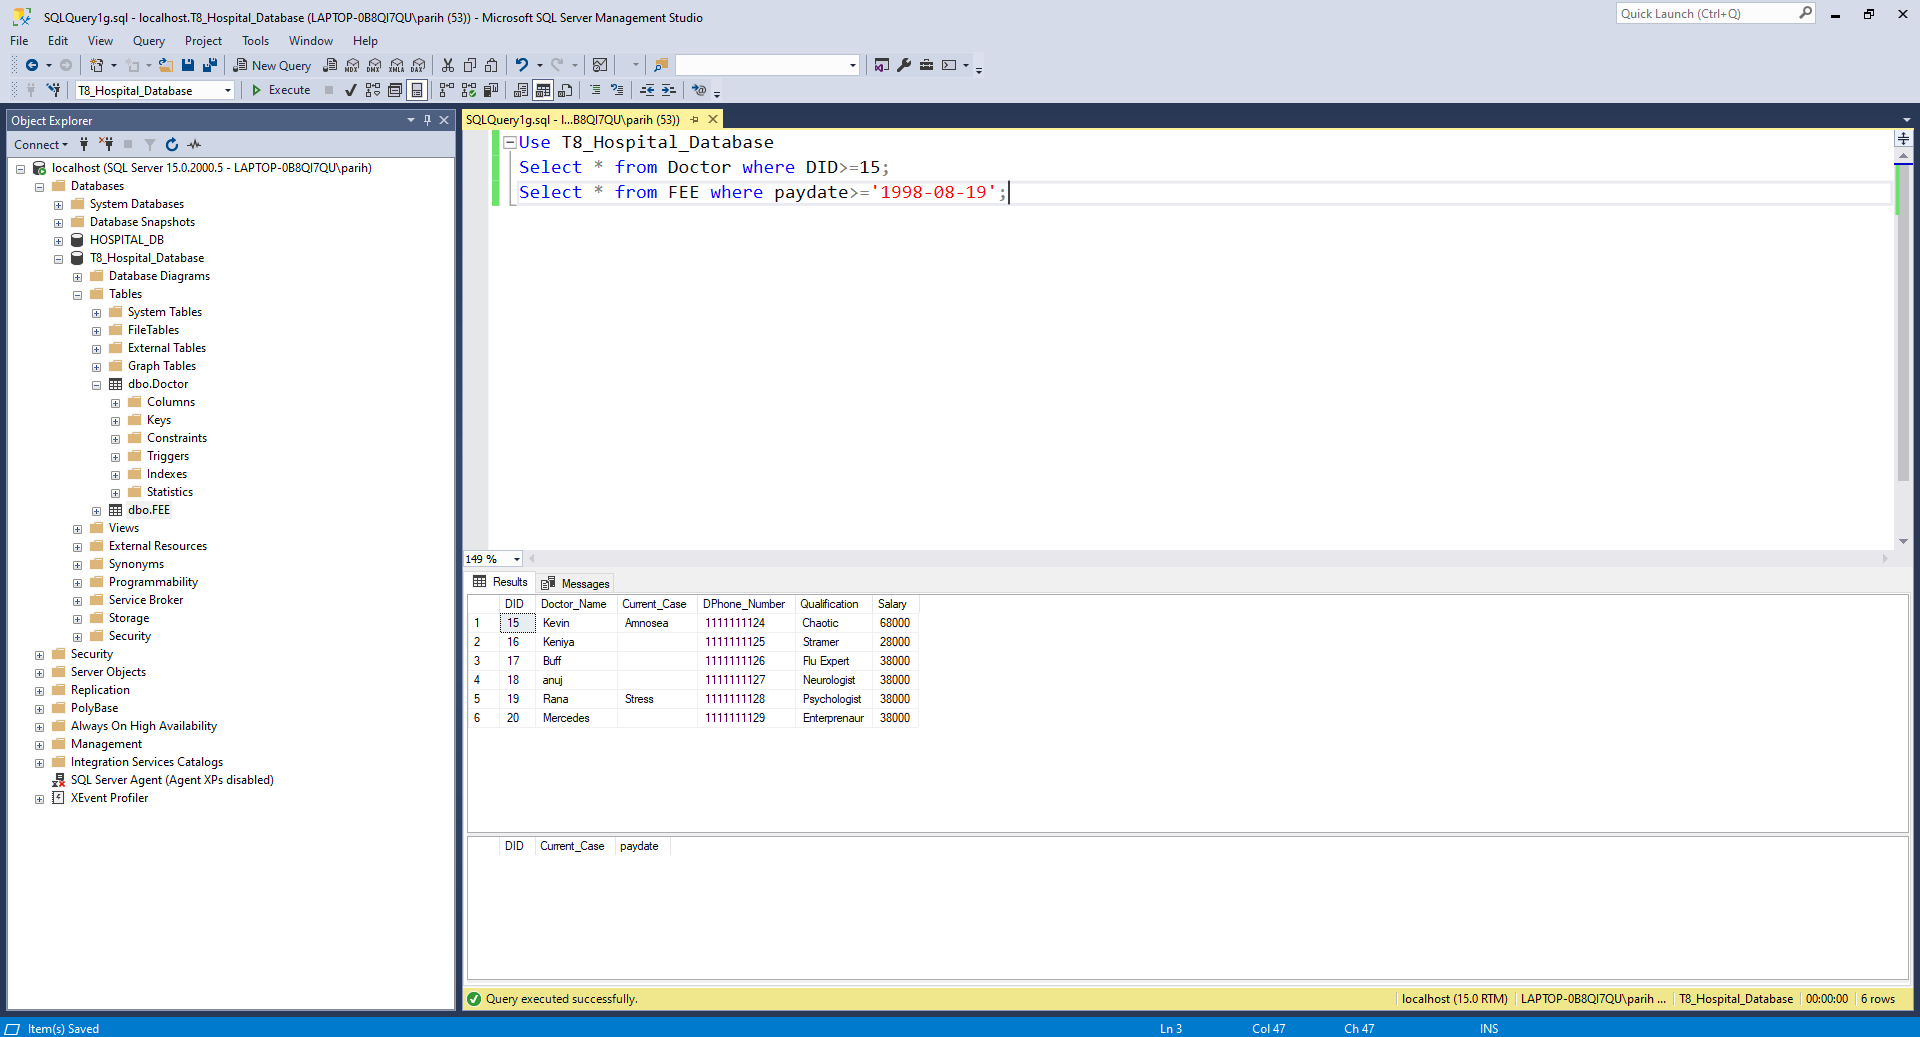 SQLQuery1g.sql - localhost.T8_Hospital_Database (LAPTOP-0B8QI7QU\parih (53)) - Microsoft SQL Server Management Studio
Quick Launch (Ctrl+Q)
File Edit View Query Project Tools Window Help
New Query
MDX DMX XMLA DAX
T8_Hospital_Database Execute
Object Explorer
Connect
localhost (SQL Server 15.0.2000.5 - LAPTOP-0B8QI7QU\parih)
Databases
System Databases
Database Snapshots
HOSPITAL_DB
T8_Hospital_Database
Database Diagrams
Tables
System Tables
FileTables
External Tables
Graph Tables
dbo.Doctor
Columns
Keys
Constraints
Triggers
Indexes
Statistics
dbo.FEE
Views
External Resources
Synonyms
Programmability
Service Broker
Storage
Security
Security
Server Objects
Replication
PolyBase
Always On High Availability
Management
Integration Services Catalogs
SQL Server Agent (Agent XPs disabled)
XEvent Profiler
SQLQuery1g.sql - l...B8QI7QU\parih (53))
Use T8_Hospital_Database
Select * from Doctor where DID>=15;
Select * from FEE where paydate>='1998-08-19';
149 %
Results Messages
DID Doctor_Name Current_Case DPhone_Number Qualification Salary
1 15 Kevin Amnosea 1111111124 Chaotic 68000
2 16 Keniya 1111111125 Stramer 28000
3 17 Buff 1111111126 Flu Expert 38000
4 18 anuj 1111111127 Neurologist 38000
5 19 Rana Stress 1111111128 Psychologist 38000
6 20 Mercedes 1111111129 Enterprenaur 38000
DID Current_Case paydate
Query executed successfully. localhost (15.0 RTM) LAPTOP-0B8QI7QU\parih ... T8_Hospital_Database 00:00:00 6 rows
Item(s) Saved Ln 3 Col 47 Ch 47 INS